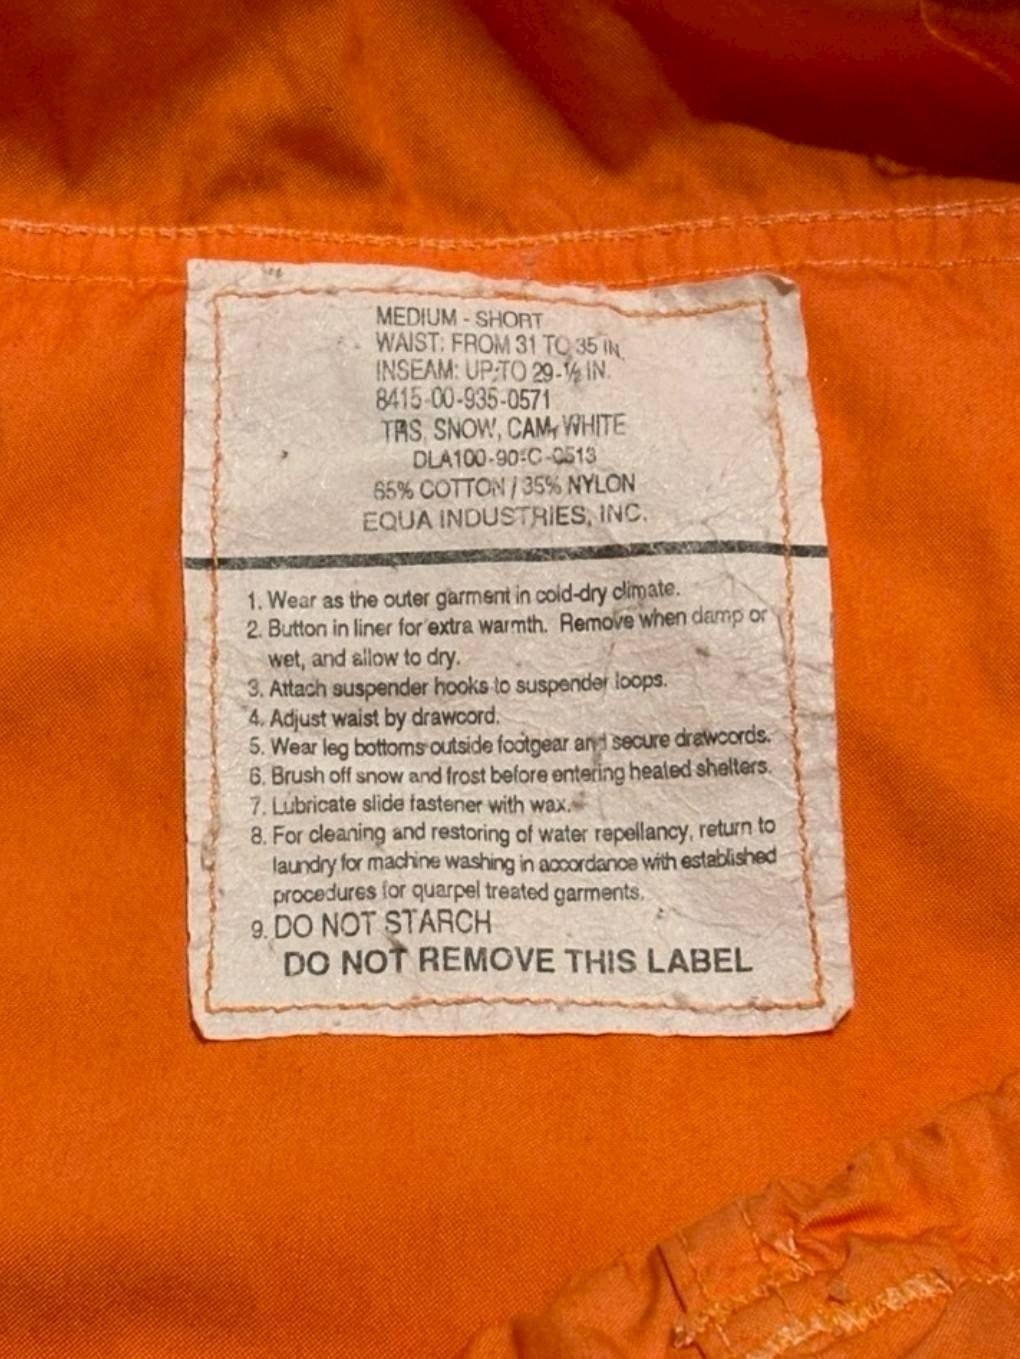 MEDIUM - SHORT
WAIST: FROM 31 TO 35 IN.
INSEAM: UP TO 29-½ IN.
8415-00-935-0571
TRS, SNOW, CAM, WHITE
DLA100-90-C-0513
65% COTTON / 35% NYLON
EQUA INDUSTRIES, INC.
1. Wear as the outer garment in cold-dry climate.
2. Button in liner for extra warmth. Remove when damp or
wet, and allow to dry.
3. Attach suspender hooks to suspender loops.
4. Adjust waist by drawcord.
5. Wear leg bottoms outside footgear and secure drawcords.
6. Brush off snow and frost before entering heated shelters.
7. Lubricate slide fastener with wax.
8. For cleaning and restoring of water repellancy, return to
laundry for machine washing in accordance with established
procedures for quarpel treated garments.
9. DO NOT STARCH
DO NOT REMOVE THIS LABEL